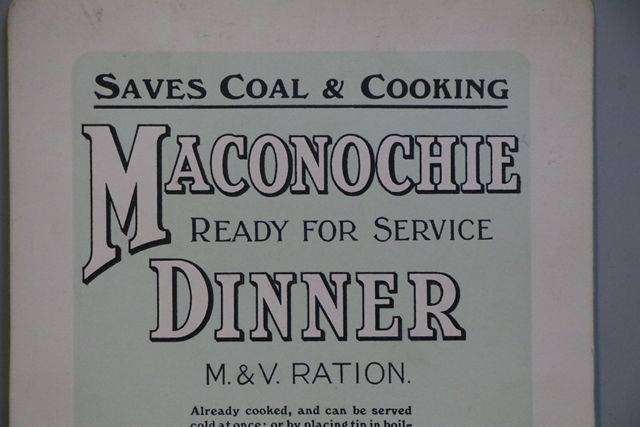 SAVES COAL & COOKING
MACONOCHIE
READY FOR SERVICE
DINNER
M. & V. RATION.
Already cooked, and can be served
cold at once; or by placing tin in boil-